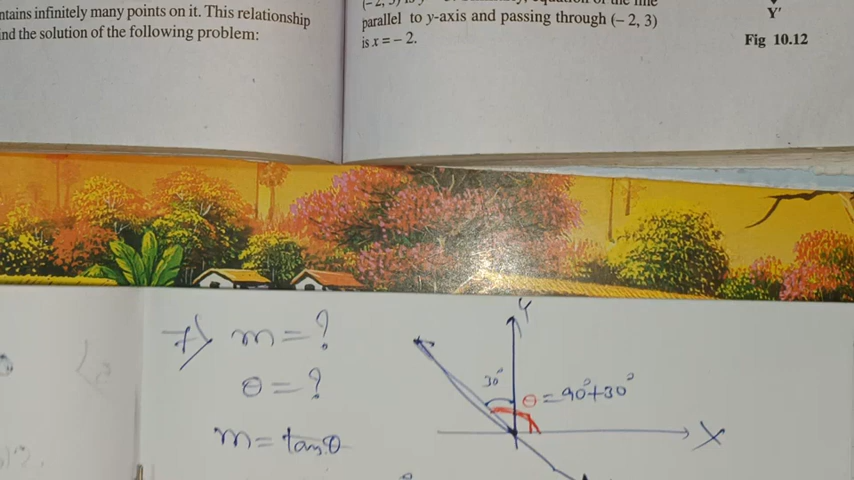 ntains infinitely many points on it. This relationship
nd the solution of the following problem:
parallel to y-axis and passing through (– 2, 3)
is x = – 2.
Y'
Fig 10.12
7) m = ?
θ = ?
m = tanθ
Y
30°
θ = 90°+30°
X